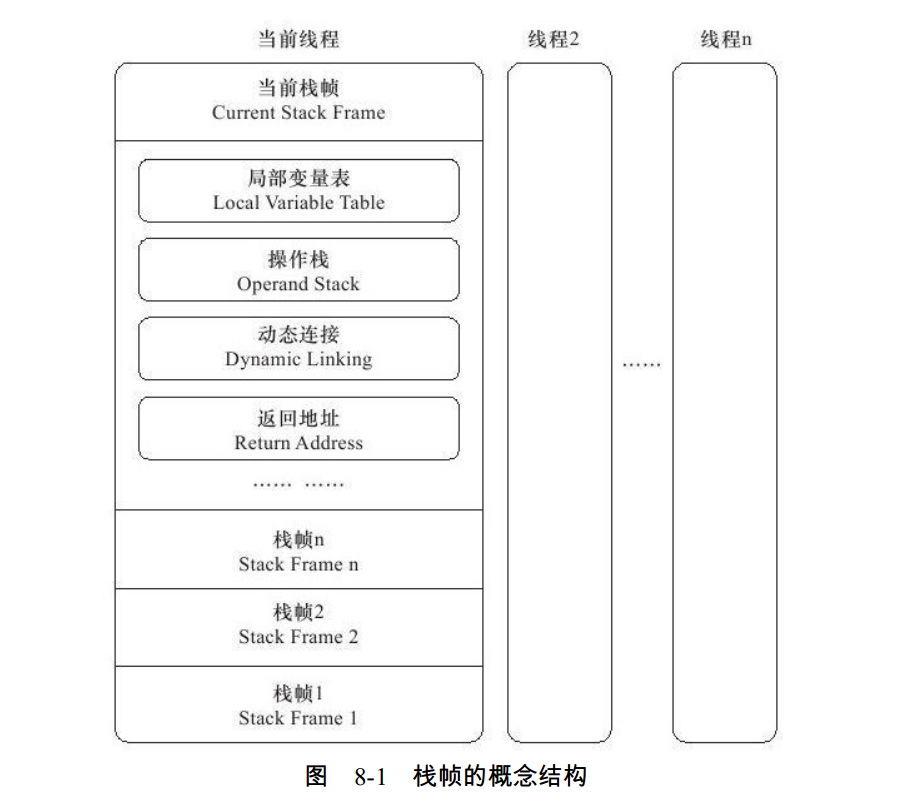 当前线程
线程2
线程n
当前栈帧
Current Stack Frame
局部变量表
Local Variable Table
操作栈
Operand Stack
动态连接
Dynamic Linking
返回地址
Return Address
…… ……
……
栈帧n
Stack Frame n
栈帧2
Stack Frame 2
栈帧1
Stack Frame 1
图 8-1 栈帧的概念结构